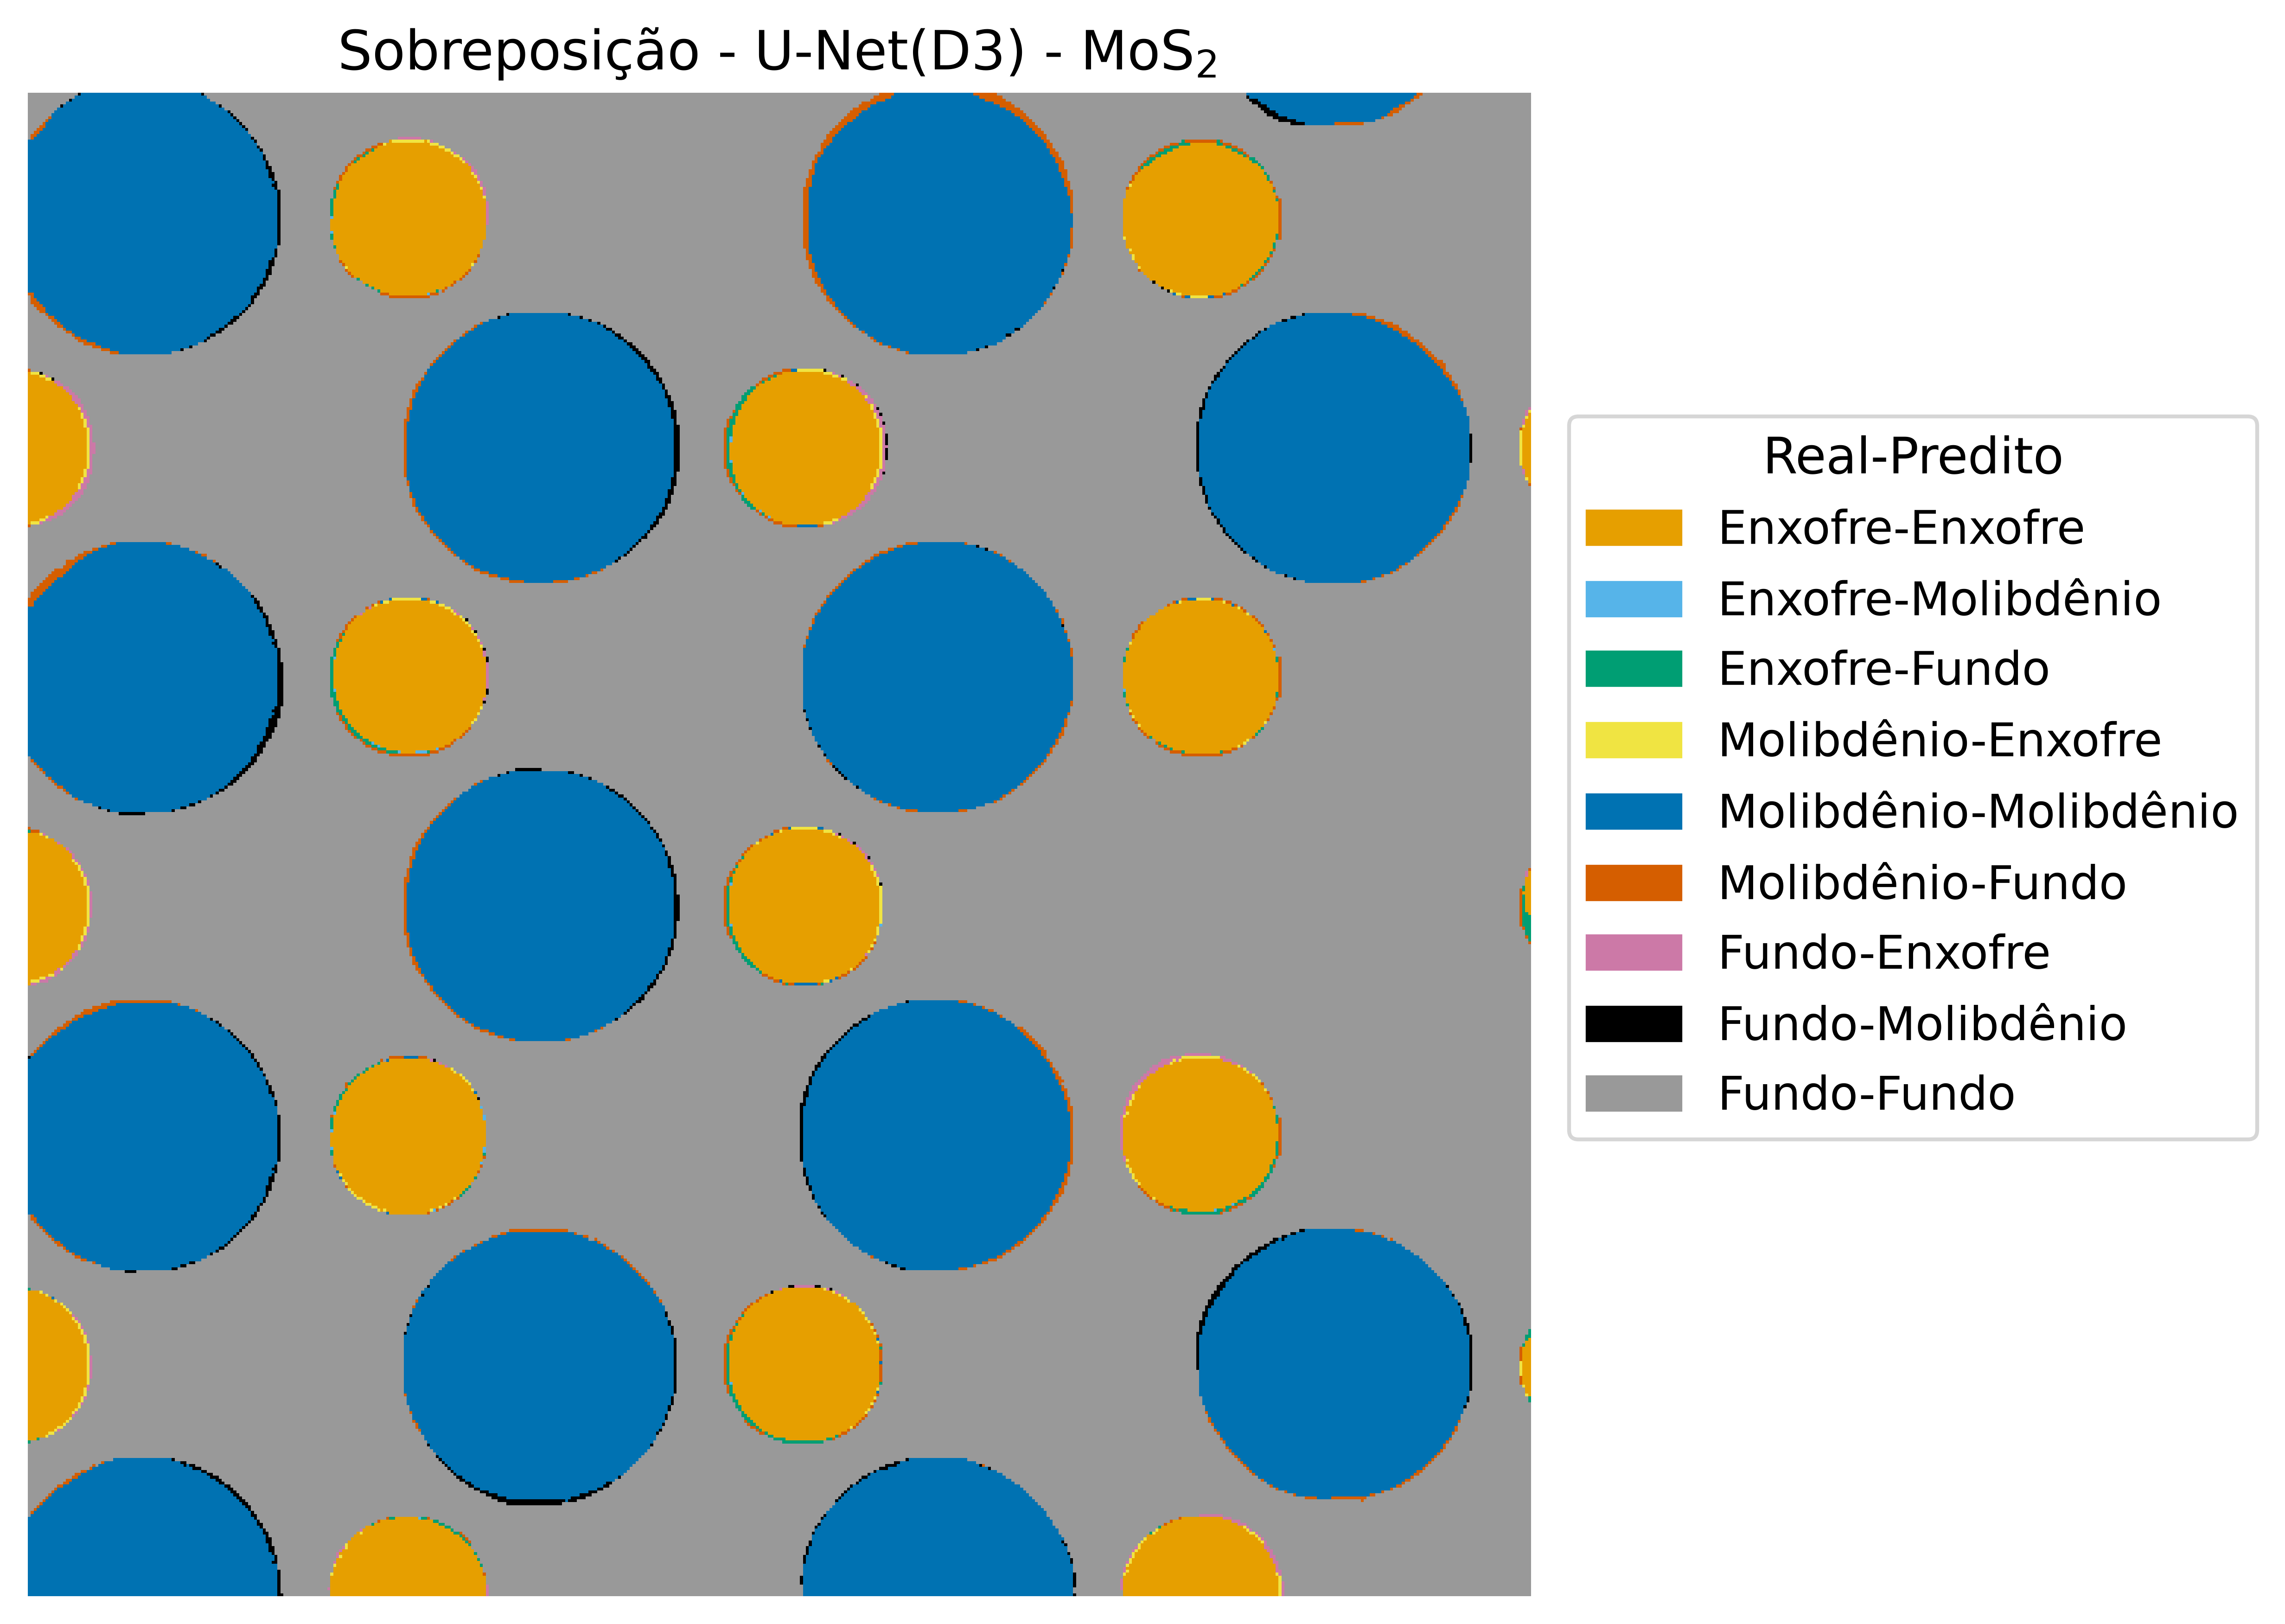 Sobreposição - U-Net(D3) - MoS₂
Real-Predito
Enxofre-Enxofre
Enxofre-Molibdênio
Enxofre-Fundo
Molibdênio-Enxofre
Molibdênio-Molibdênio
Molibdênio-Fundo
Fundo-Enxofre
Fundo-Molibdênio
Fundo-Fundo